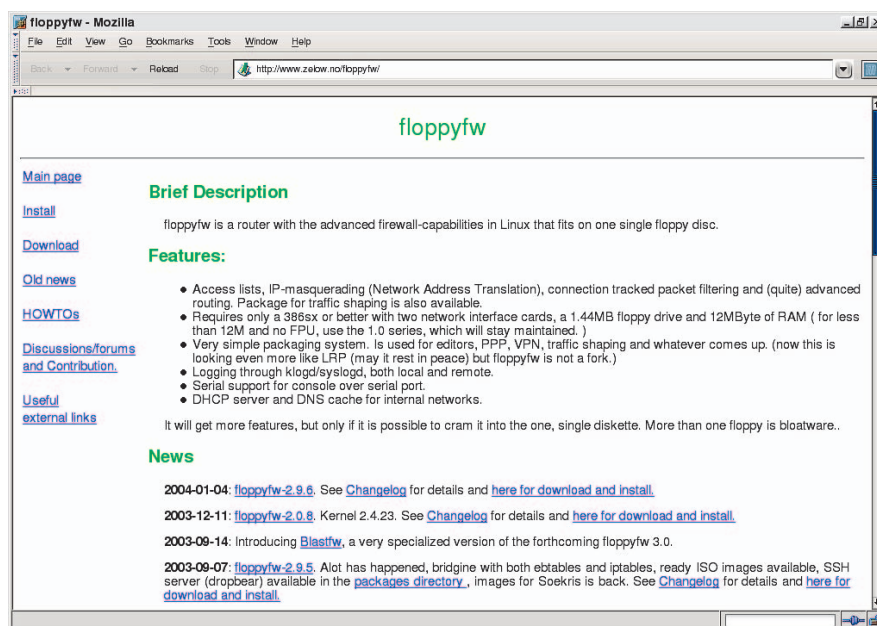 floppyfw - Mozilla
File Edit View Go Bookmarks Tools Window Help
Back Forward Reload Stop http://www.zelow.no/floppyfw/
floppyfw
Main page
Install
Download
Old news
HOWTOs
Discussions/forums
and Contribution.
Useful
external links
Brief Description
floppyfw is a router with the advanced firewall-capabilities in Linux that fits on one single floppy disc.
Features:
● Access lists, IP-masquerading (Network Address Translation), connection tracked packet filtering and (quite) advanced
routing. Package for traffic shaping is also available.
● Requires only a 386sx or better with two network interface cards, a 1.44MB floppy drive and 12MByte of RAM ( for less
than 12M and no FPU, use the 1.0 series, which will stay maintained. )
● Very simple packaging system. Is used for editors, PPP, VPN, traffic shaping and whatever comes up. (now this is
looking even more like LRP (may it rest in peace) but floppyfw is not a fork.)
● Logging through klogd/syslogd, both local and remote.
● Serial support for console over serial port.
● DHCP server and DNS cache for internal networks.
It will get more features, but only if it is possible to cram it into the one, single diskette. More than one floppy is bloatware..
News
2004-01-04: floppyfw-2.9.6. See Changelog for details and here for download and install.
2003-12-11: floppyfw-2.0.8. Kernel 2.4.23. See Changelog for details and here for download and install.
2003-09-14: Introducing Blastfw, a very specialized version of the forthcoming floppyfw 3.0.
2003-09-07: floppyfw-2.9.5. Alot has happened, bridgine with both ebtables and iptables, ready ISO images available, SSH
server (dropbear) available in the packages directory , images for Soekris is back. See Changelog for details and here for
download and install.